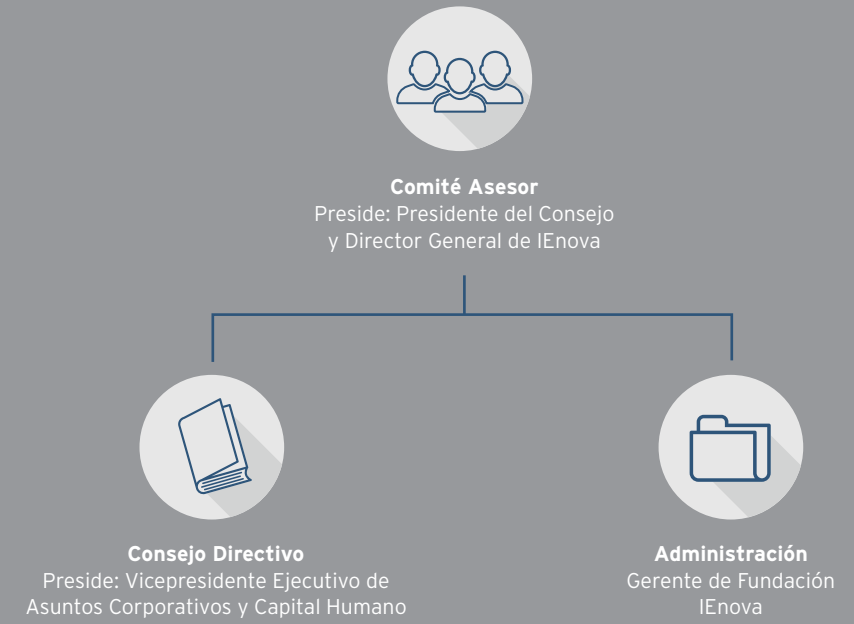 Comité Asesor
Preside: Presidente del Consejo
y Director General de IEnova
Consejo Directivo
Preside: Vicepresidente Ejecutivo de
Asuntos Corporativos y Capital Humano
Administración
Gerente de Fundación
IEnova